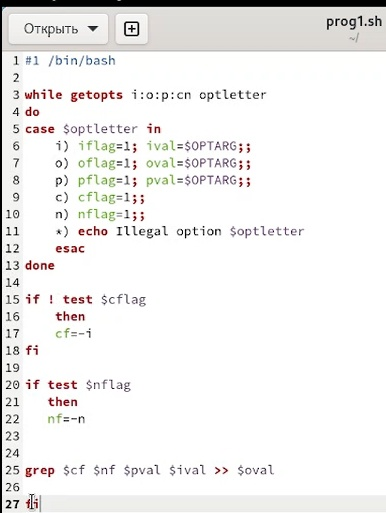 Открыть
prog1.sh
~/
1 #1 /bin/bash
2
3 while getopts i:o:p:cn optletter
4 do
5 case $optletter in
6 i) iflag=1; ival=$OPTARG;;
7 o) oflag=1; oval=$OPTARG;;
8 p) pflag=1; pval=$OPTARG;;
9 c) cflag=1;;
10 n) nflag=1;;
11 *) echo Illegal option $optletter
12 esac
13 done
14
15 if ! test $cflag
16 then
17 cf=-i
18 fi
19
20 if test $nflag
21 then
22 nf=-n
23
24
25 grep $cf $nf $pval $ival >> $oval
26
27 fi